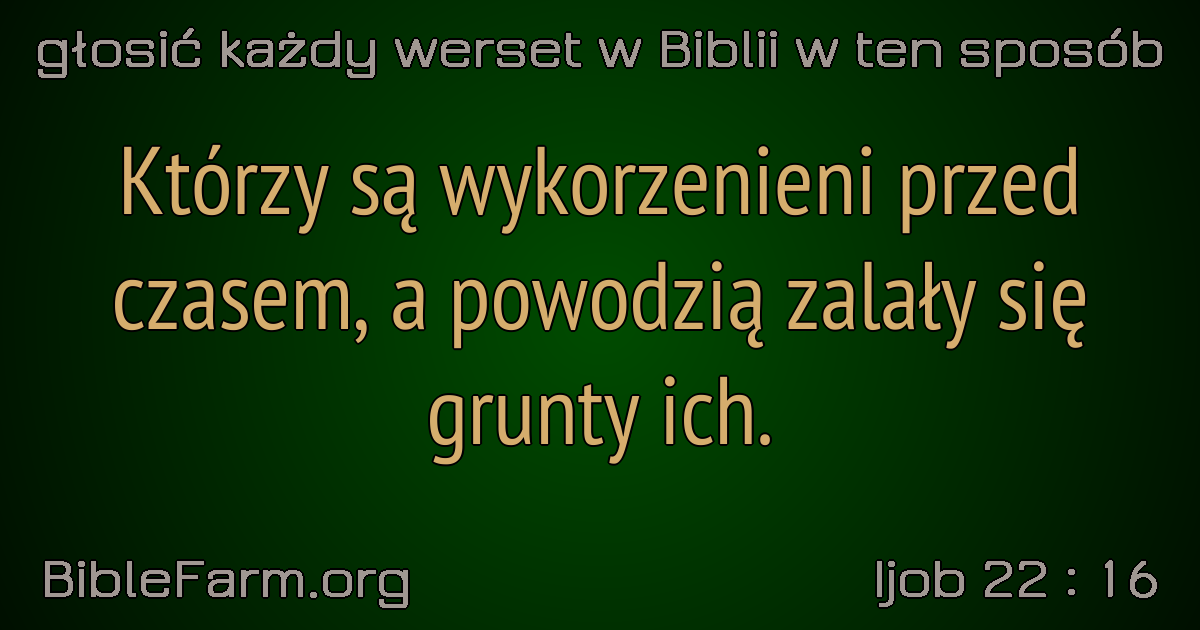 głosić każdy werset w Biblii w ten sposób
Którzy są wykorzenieni przed
czasem, a powodzią zalały się
grunty ich.
BibleFarm.org
Ijob 22 : 16